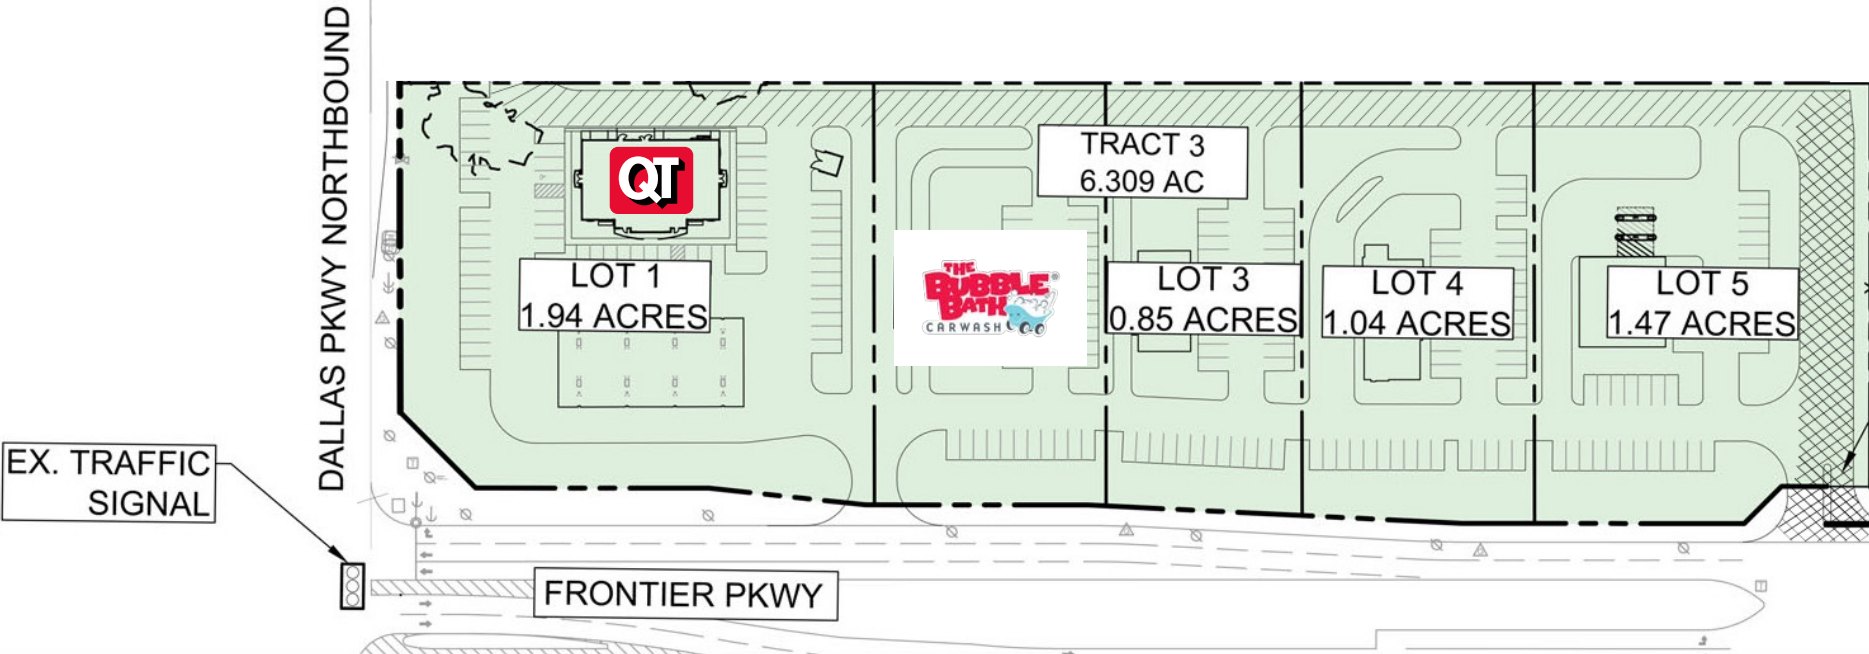 DALLAS PKWY NORTHBOUND
QT
TRACT 3
6.309 AC
LOT 1
1.94 ACRES
THE
BUBBLE
BATH
CARWASH
®
LOT 3
0.85 ACRES
LOT 4
1.04 ACRES
LOT 5
1.47 ACRES
EX. TRAFFIC
SIGNAL
FRONTIER PKWY